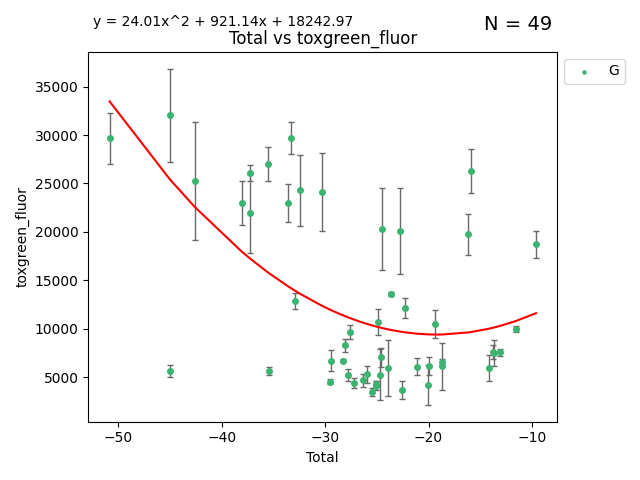 y = 24.01x^2 + 921.14x + 18242.97
N = 49
Total vs toxgreen_fluor
G
35000
30000
25000
20000
15000
10000
5000
toxgreen_fluor
−50
−40
−30
−20
−10
Total